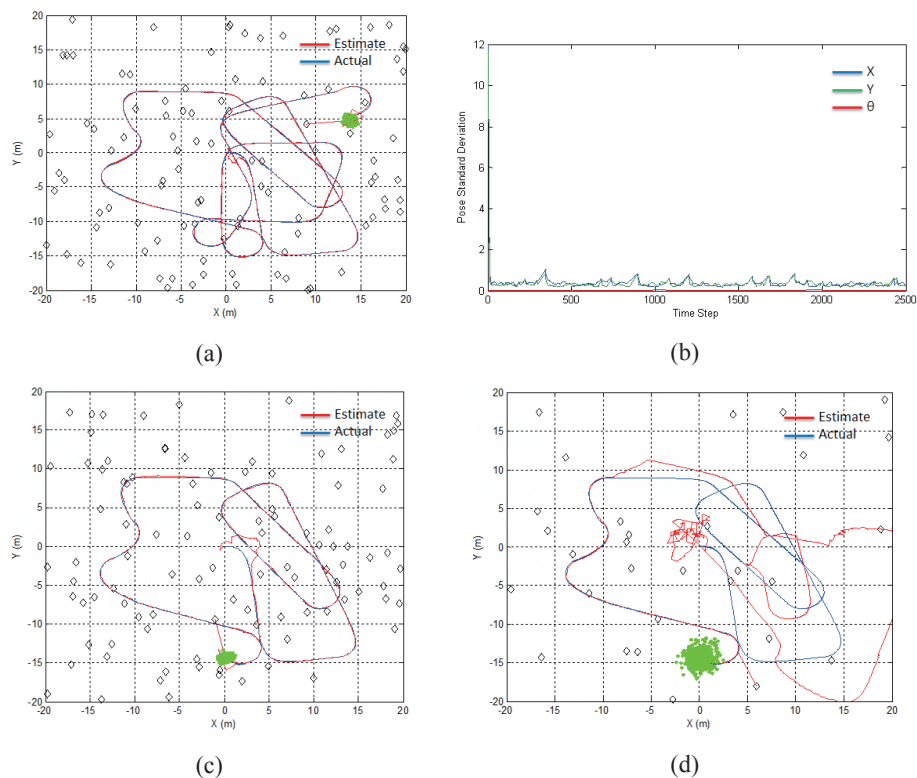 20
15
10
5
0
-5
-10
-15
-20
Y (m)
-20 -15 -10 -5 0 5 10 15 20
X (m)
Estimate
Actual
(a)
12
10
8
6
4
2
0
Pose Standard Deviation
0 500 1000 1500 2000 2500
Time Step
X
Y
θ
(b)
20
15
10
5
0
-5
-10
-15
-20
Y (m)
-20 -15 -10 -5 0 5 10 15 20
X (m)
Estimate
Actual
(c)
20
15
10
5
0
-5
-10
-15
-20
Y (m)
-20 -15 -10 -5 0 5 10 15 20
X (m)
Estimate
Actual
(d)